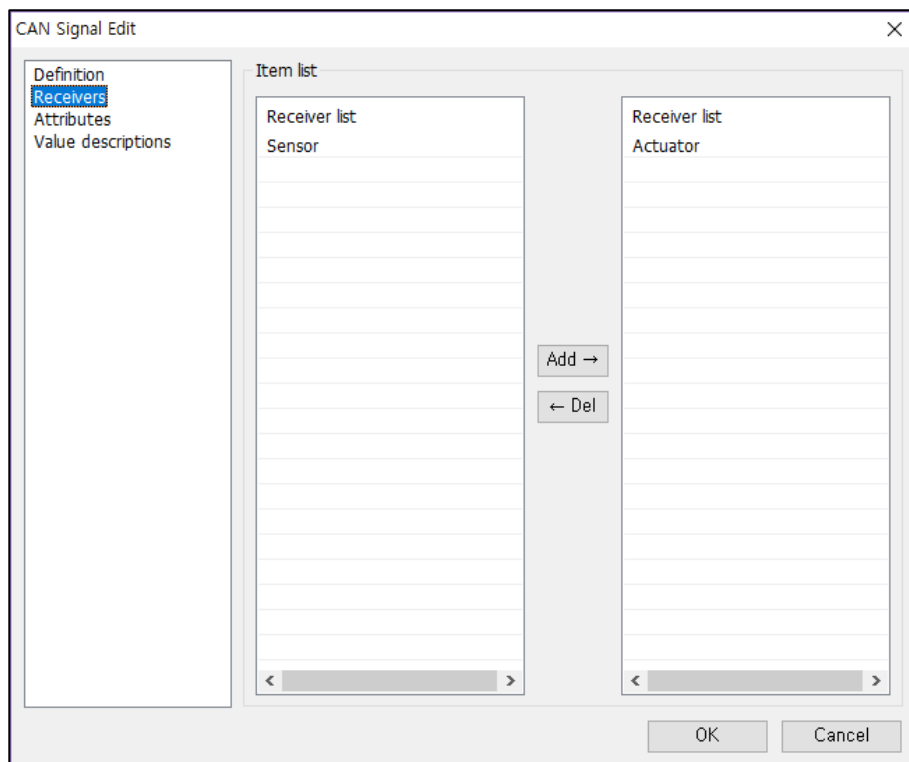 CAN Signal Edit
Definition
Receivers
Attributes
Value descriptions
Item list
Receiver list
Sensor
Add →
← Del
Receiver list
Actuator
OK
Cancel